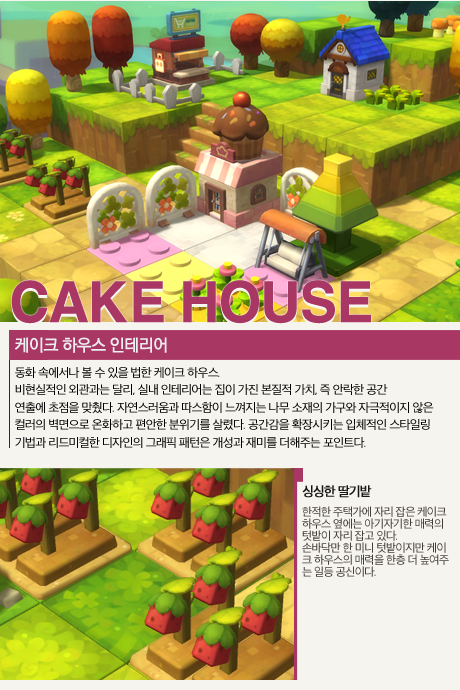 CAKE HOUSE
케이크 하우스 인테리어
동화 속에서나 볼 수 있을 법한 케이크 하우스.
비현실적인 외관과는 달리, 실내 인테리어는 집이 가진 본질적 가치, 즉 안락한 공간
연출에 초점을 맞췄다. 자연스러움과 따스함이 느껴지는 나무 소재의 가구와 자극적이지 않은
컬러의 벽면으로 온화하고 편안한 분위기를 살렸다. 공간감을 확장시키는 입체적인 스타일링
기법과 리드미컬한 디자인의 그래픽 패턴은 개성과 재미를 더해주는 포인트다.
싱싱한 딸기밭
한적한 주택가에 자리 잡은 케이크
하우스 옆에는 아기자기한 매력의
텃밭이 자리 잡고 있다.
손바닥만 한 미니 텃밭이지만 케이
크 하우스의 매력을 한층 더 높여주
는 일등 공신이다.